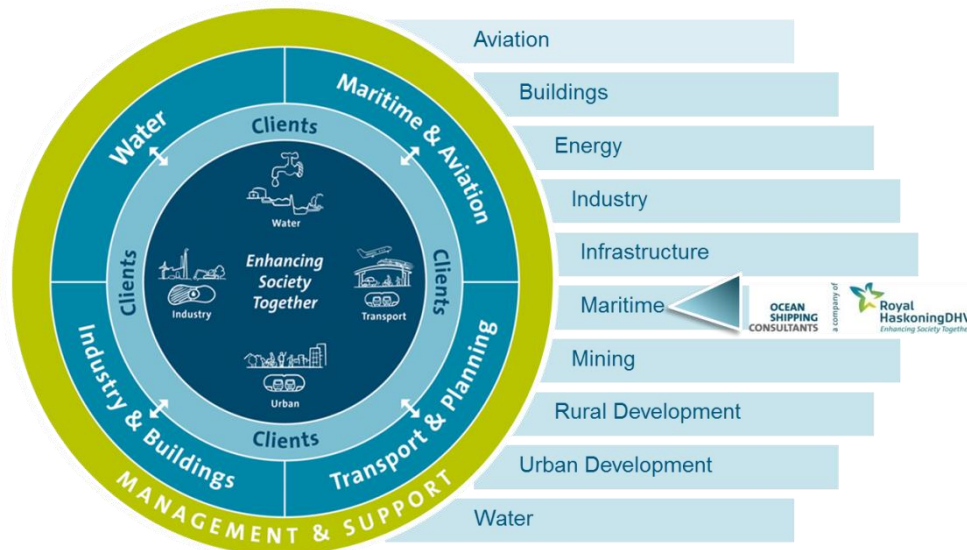 Water
Maritime & Aviation
Industry & Buildings
Transport & Planning
MANAGEMENT & SUPPORT
Clients
Clients
Clients
Clients
Water
Industry
Enhancing
Society
Together
Transport
Urban
Aviation
Buildings
Energy
Industry
Infrastructure
Maritime
OCEAN
SHIPPING
CONSULTANTS
a company of
Royal
HaskoningDHV
Enhancing Society Together
Mining
Rural Development
Urban Development
Water